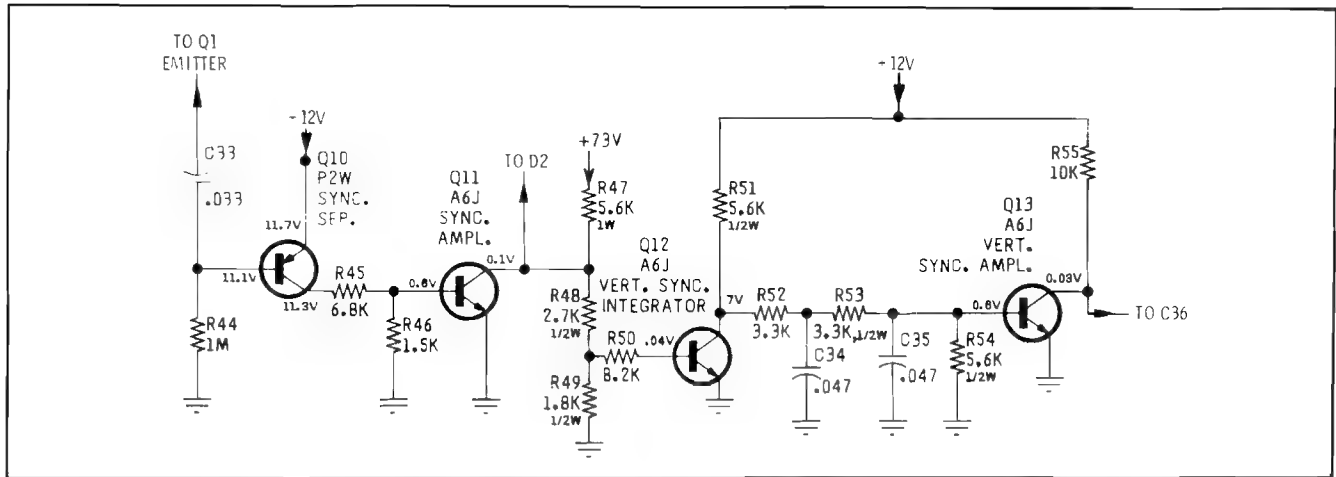 TO Q1
EMITTER
C33
.033
R44
1M
-12V
Q10
P2W
SYNC.
SEP.
11.7V
11.1V
11.3V
R45
6.8K
R46
1.5K
Q11
A6J
SYNC.
AMPL.
0.6V
0.1V
TO D2
+73V
R47
5.6K
1W
R48
2.7K
1/2W
R49
1.8K
1/2W
R50
8.2K
.04V
Q12
A6J
VERT. SYNC.
INTEGRATOR
R51
5.6K
1/2W
7V
+12V
R52
3.3K
R53
3.3K, 1/2W
C34
.047
C35
.047
R54
5.6K
1/2W
0.6V
Q13
A6J
VERT.
SYNC. AMPL.
0.03V
R55
10K
TO C36